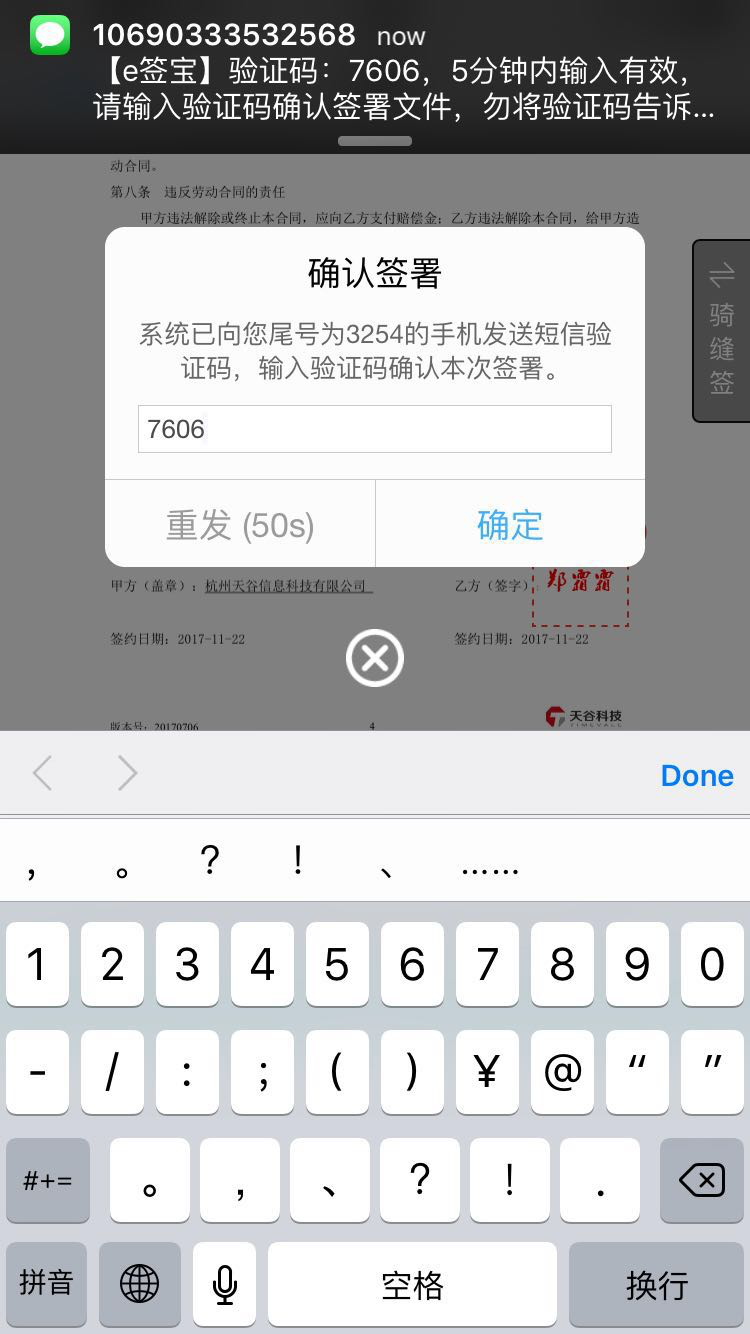 10690333532568 now
【e签宝】验证码：7606，5分钟内输入有效，
请输入验证码确认签署文件，勿将验证码告诉...
动合同。
第八条 违反劳动合同的责任
甲方违法解除或终止本合同，应向乙方支付赔偿金；乙方违法解除本合同，给甲方造
确认签署
系统已向您尾号为3254的手机发送短信验
证码，输入验证码确认本次签署。
7606
重发 (50s) 确定
骑缝签
甲方（盖章）：杭州天谷信息科技有限公司 乙方（签字） 郑霜霜
签约日期：2017-11-22 签约日期：2017-11-22
版本号：20170706 4 天谷科技
TIMEVALE
Done
， 。 ？ ！ 、 ……
1 2 3 4 5 6 7 8 9 0
- / : ; ( ) ¥ @ “ ”
#+= 。 ， 、 ? ! .
拼音 空格 换行